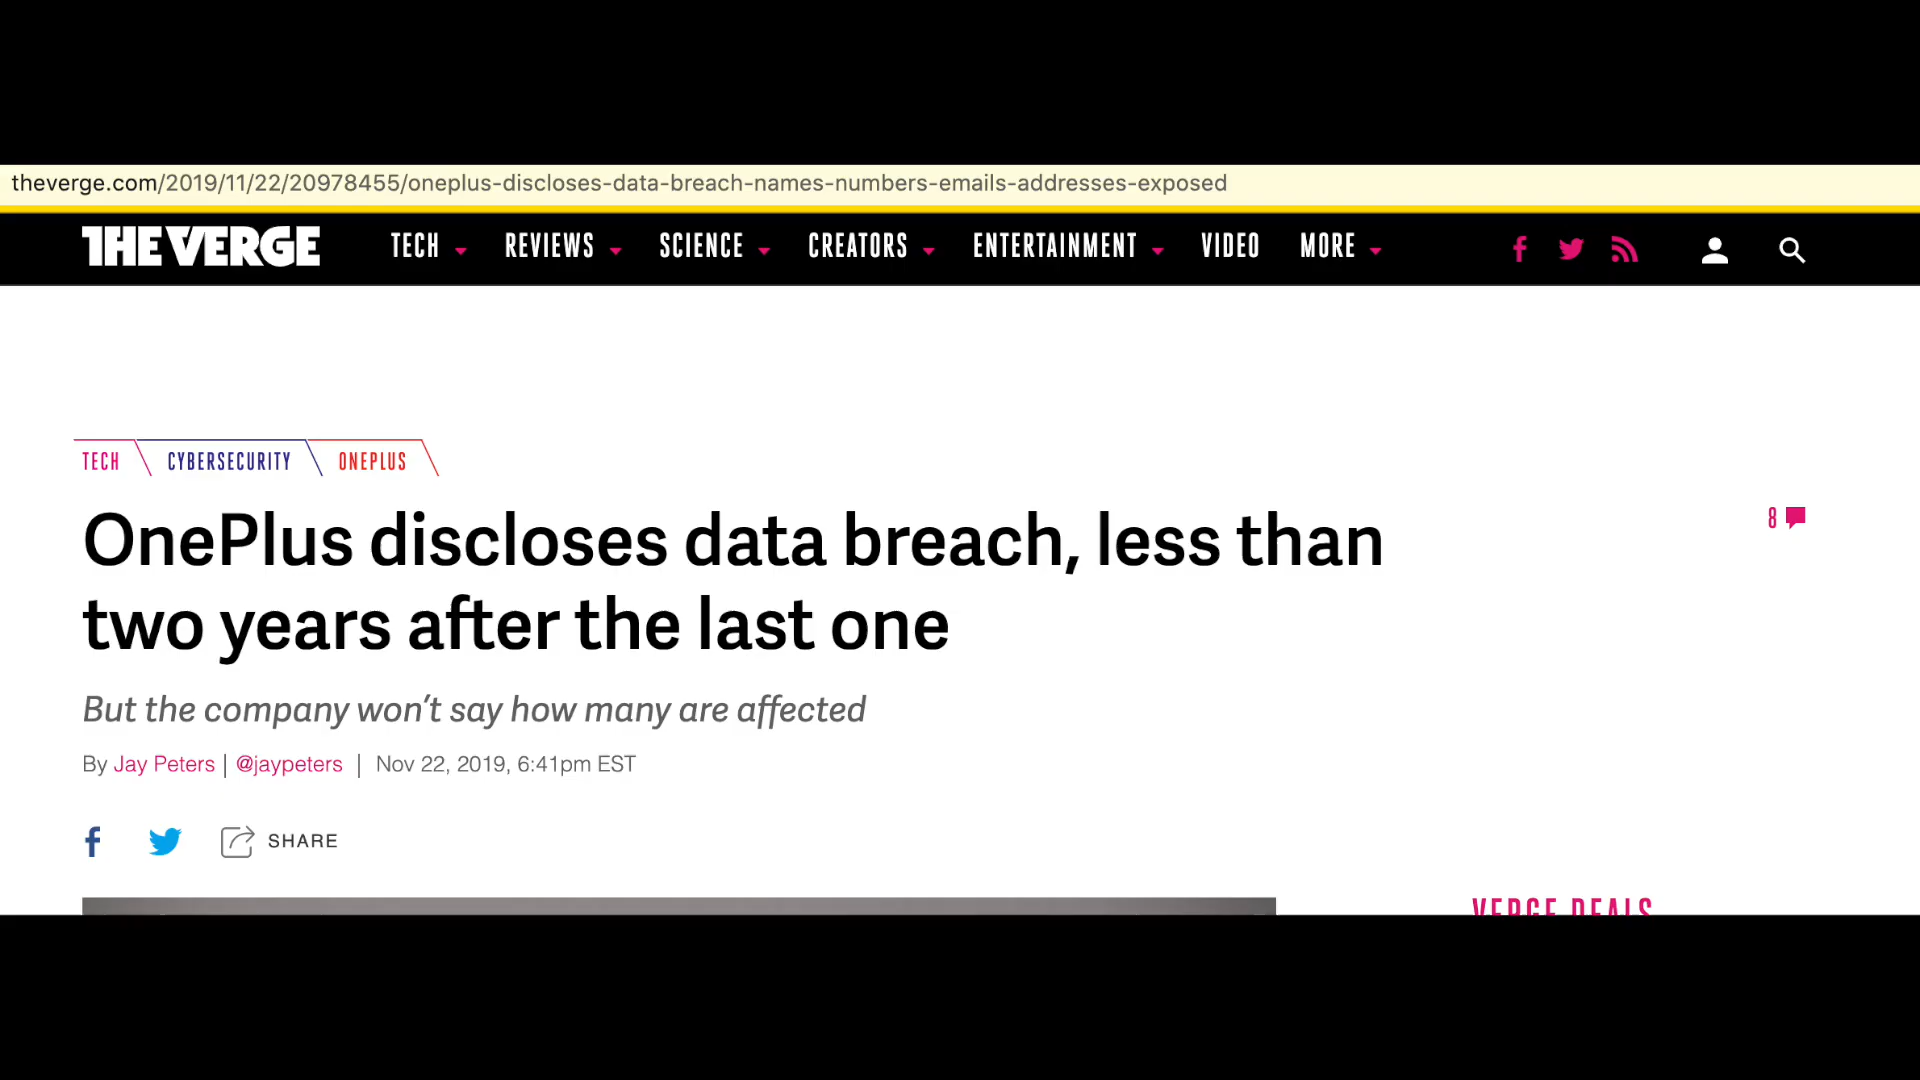 theverge.com/2019/11/22/20978455/oneplus-discloses-data-breach-names-numbers-emails-addresses-exposed
THE VERGE TECH REVIEWS SCIENCE CREATORS ENTERTAINMENT VIDEO MORE
TECH CYBERSECURITY ONEPLUS
OnePlus discloses data breach, less than
8
two years after the last one
But the company won't say how many are affected
By Jay Peters | @jaypeters | Nov 22, 2019, 6:41pm EST
SHARE
VERGE DEALS